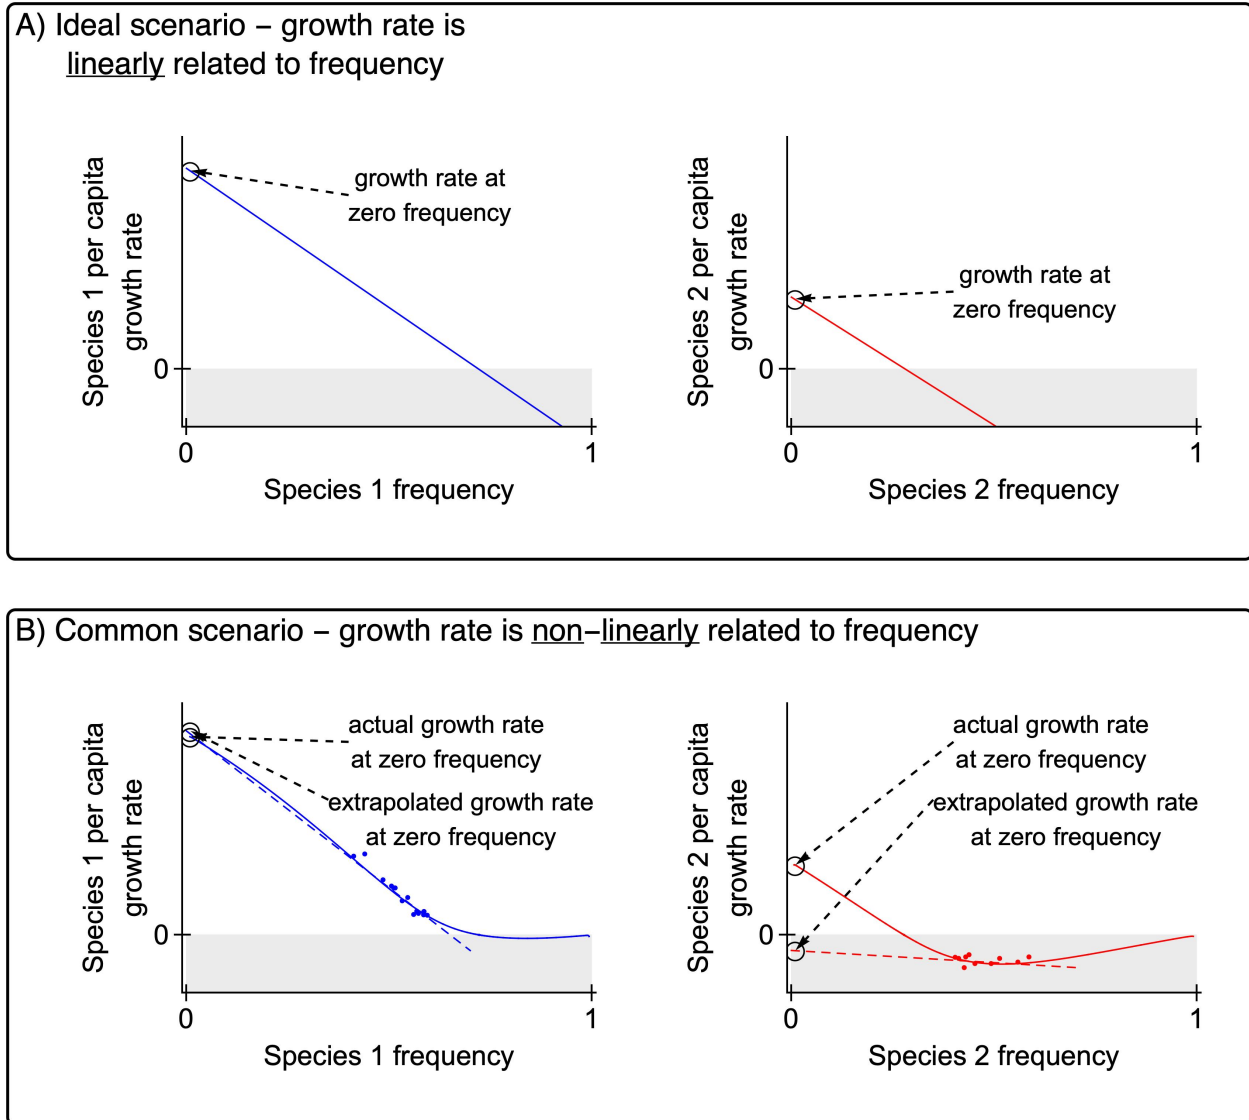 A) Ideal scenario – growth rate is
linearly related to frequency
Species 1 per capita
growth rate
growth rate at
zero frequency
0
0
1
Species 1 frequency
Species 2 per capita
growth rate
growth rate at
zero frequency
0
0
1
Species 2 frequency
B) Common scenario – growth rate is non–linearly related to frequency
Species 1 per capita
growth rate
actual growth rate
at zero frequency
extrapolated growth rate
at zero frequency
0
0
1
Species 1 frequency
Species 2 per capita
growth rate
actual growth rate
at zero frequency
extrapolated growth rate
at zero frequency
0
0
1
Species 2 frequency